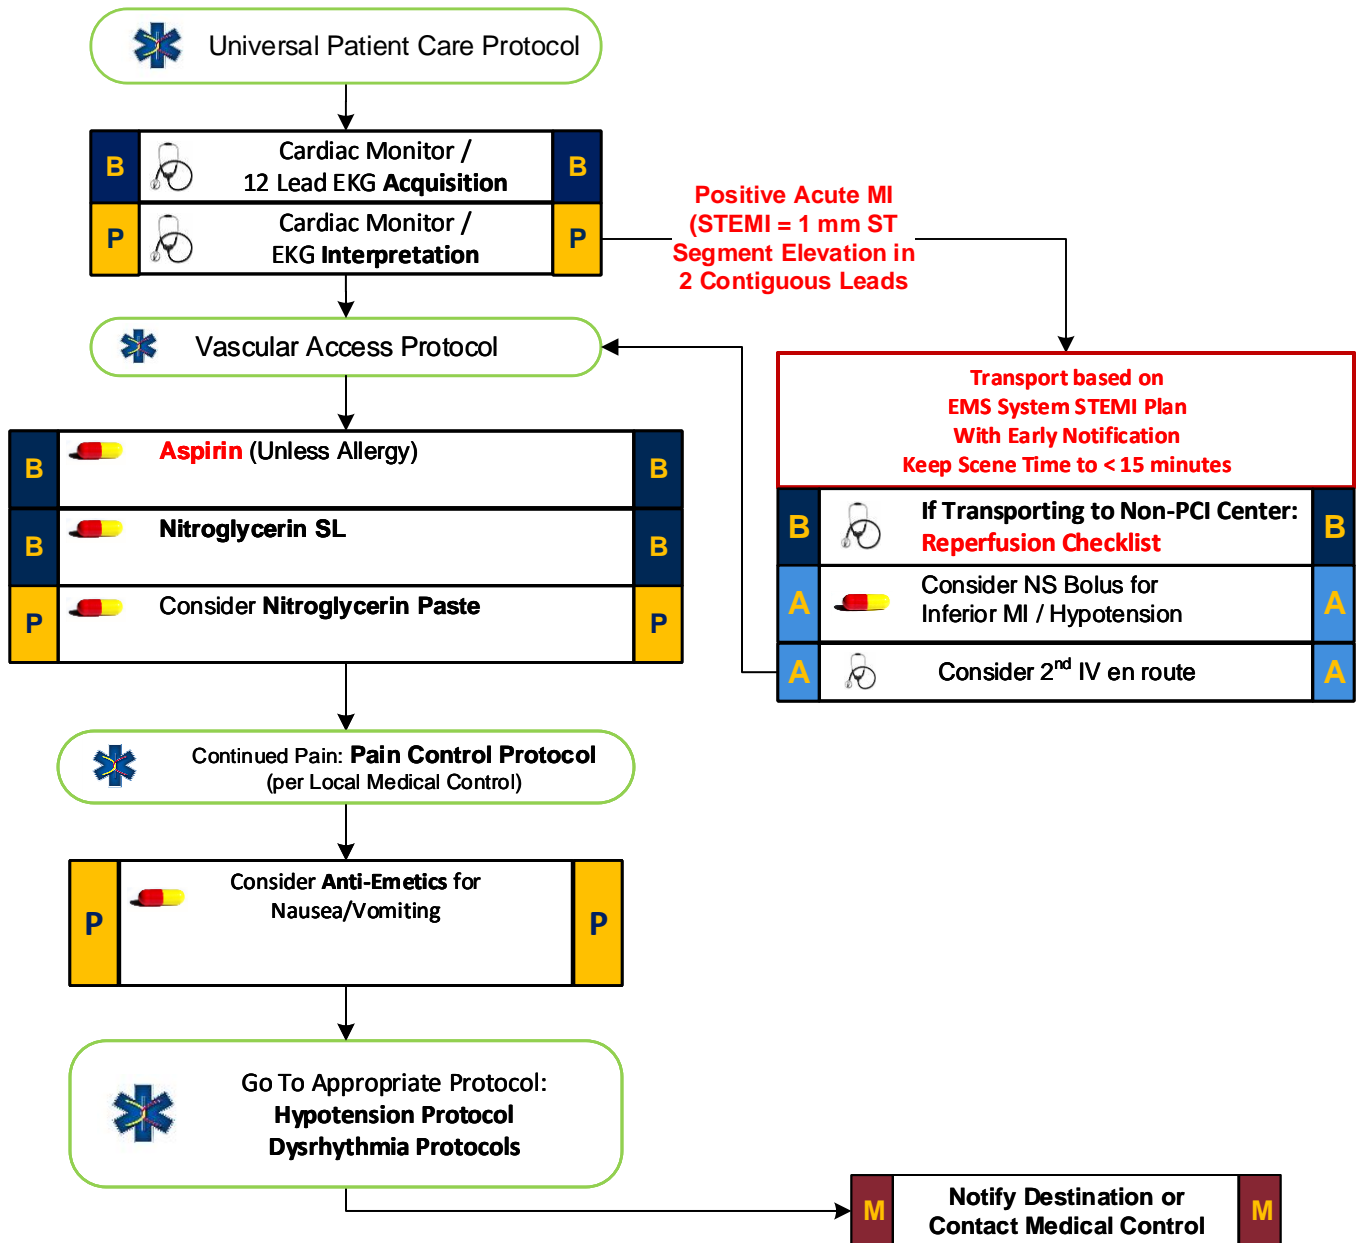 Universal Patient Care Protocol
B
Cardiac Monitor /
12 Lead EKG Acquisition
B
P
Cardiac Monitor /
EKG Interpretation
P
Positive Acute MI
(STEMI = 1 mm ST
Segment Elevation in
2 Contiguous Leads
Vascular Access Protocol
Transport based on
EMS System STEMI Plan
With Early Notification
Keep Scene Time to < 15 minutes
B
If Transporting to Non-PCI Center:
Reperfusion Checklist
B
A
Consider NS Bolus for
Inferior MI / Hypotension
A
A
Consider 2nd IV en route
A
B
Aspirin (Unless Allergy)
B
B
Nitroglycerin SL
B
P
Consider Nitroglycerin Paste
P
Continued Pain: Pain Control Protocol
(per Local Medical Control)
P
Consider Anti-Emetics for
Nausea/Vomiting
P
Go To Appropriate Protocol:
Hypotension Protocol
Dysrhythmia Protocols
M
Notify Destination or
Contact Medical Control
M